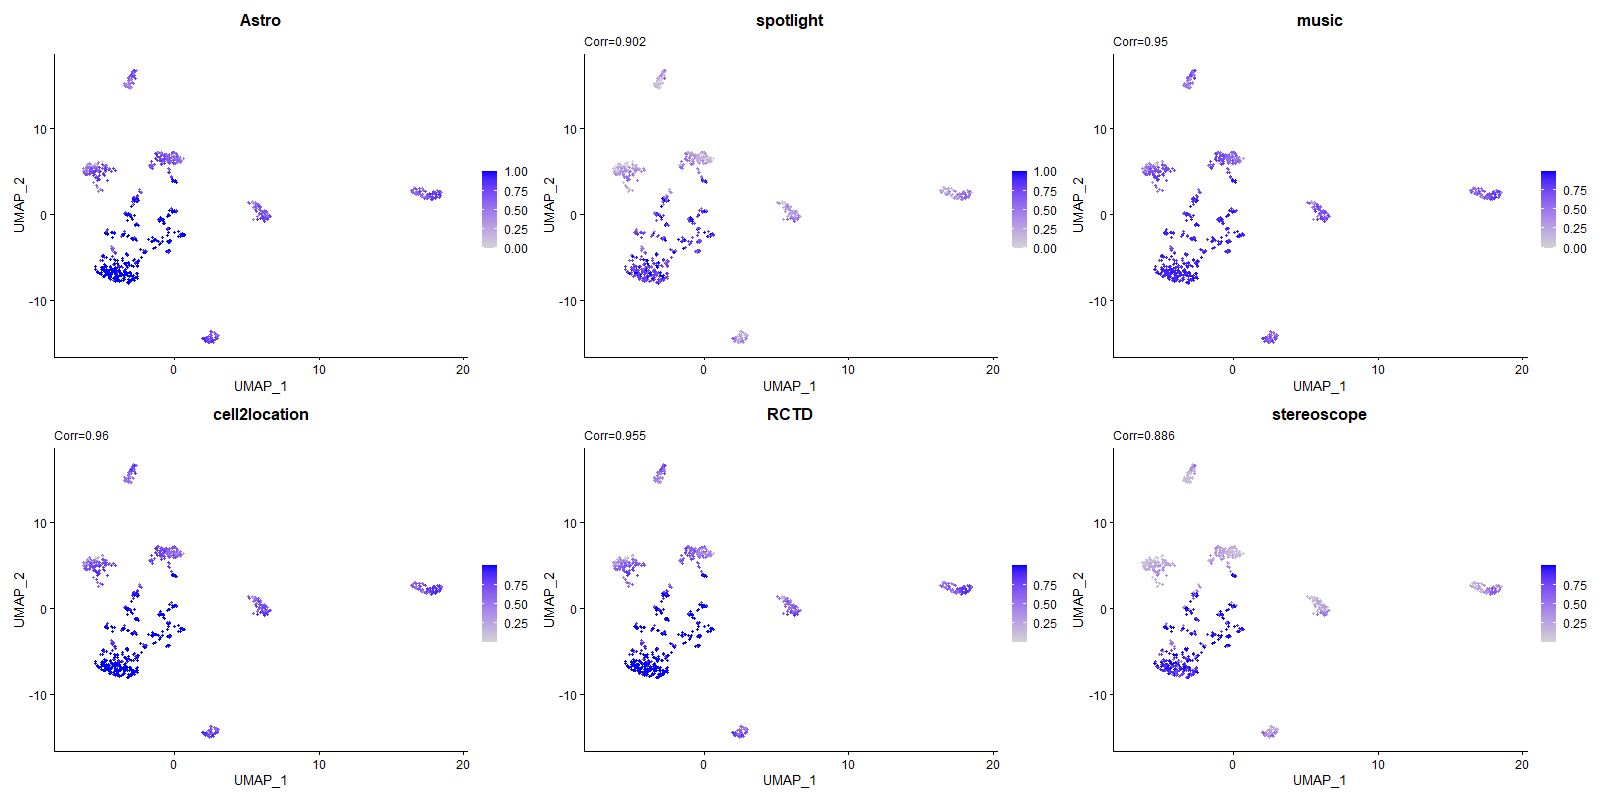 Astro
UMAP_2
10
0
-10
0
10
20
UMAP_1
1.00
0.75
0.50
0.25
0.00
spotlight
Corr=0.902
UMAP_2
10
0
-10
0
10
20
UMAP_1
1.00
0.75
0.50
0.25
0.00
music
Corr=0.95
UMAP_2
10
0
-10
0
10
20
UMAP_1
0.75
0.50
0.25
0.00
cell2location
Corr=0.96
UMAP_2
10
0
-10
0
10
20
UMAP_1
0.75
0.50
0.25
RCTD
Corr=0.955
UMAP_2
10
0
-10
0
10
20
UMAP_1
0.75
0.50
0.25
stereoscope
Corr=0.886
UMAP_2
10
0
-10
0
10
20
UMAP_1
0.75
0.50
0.25